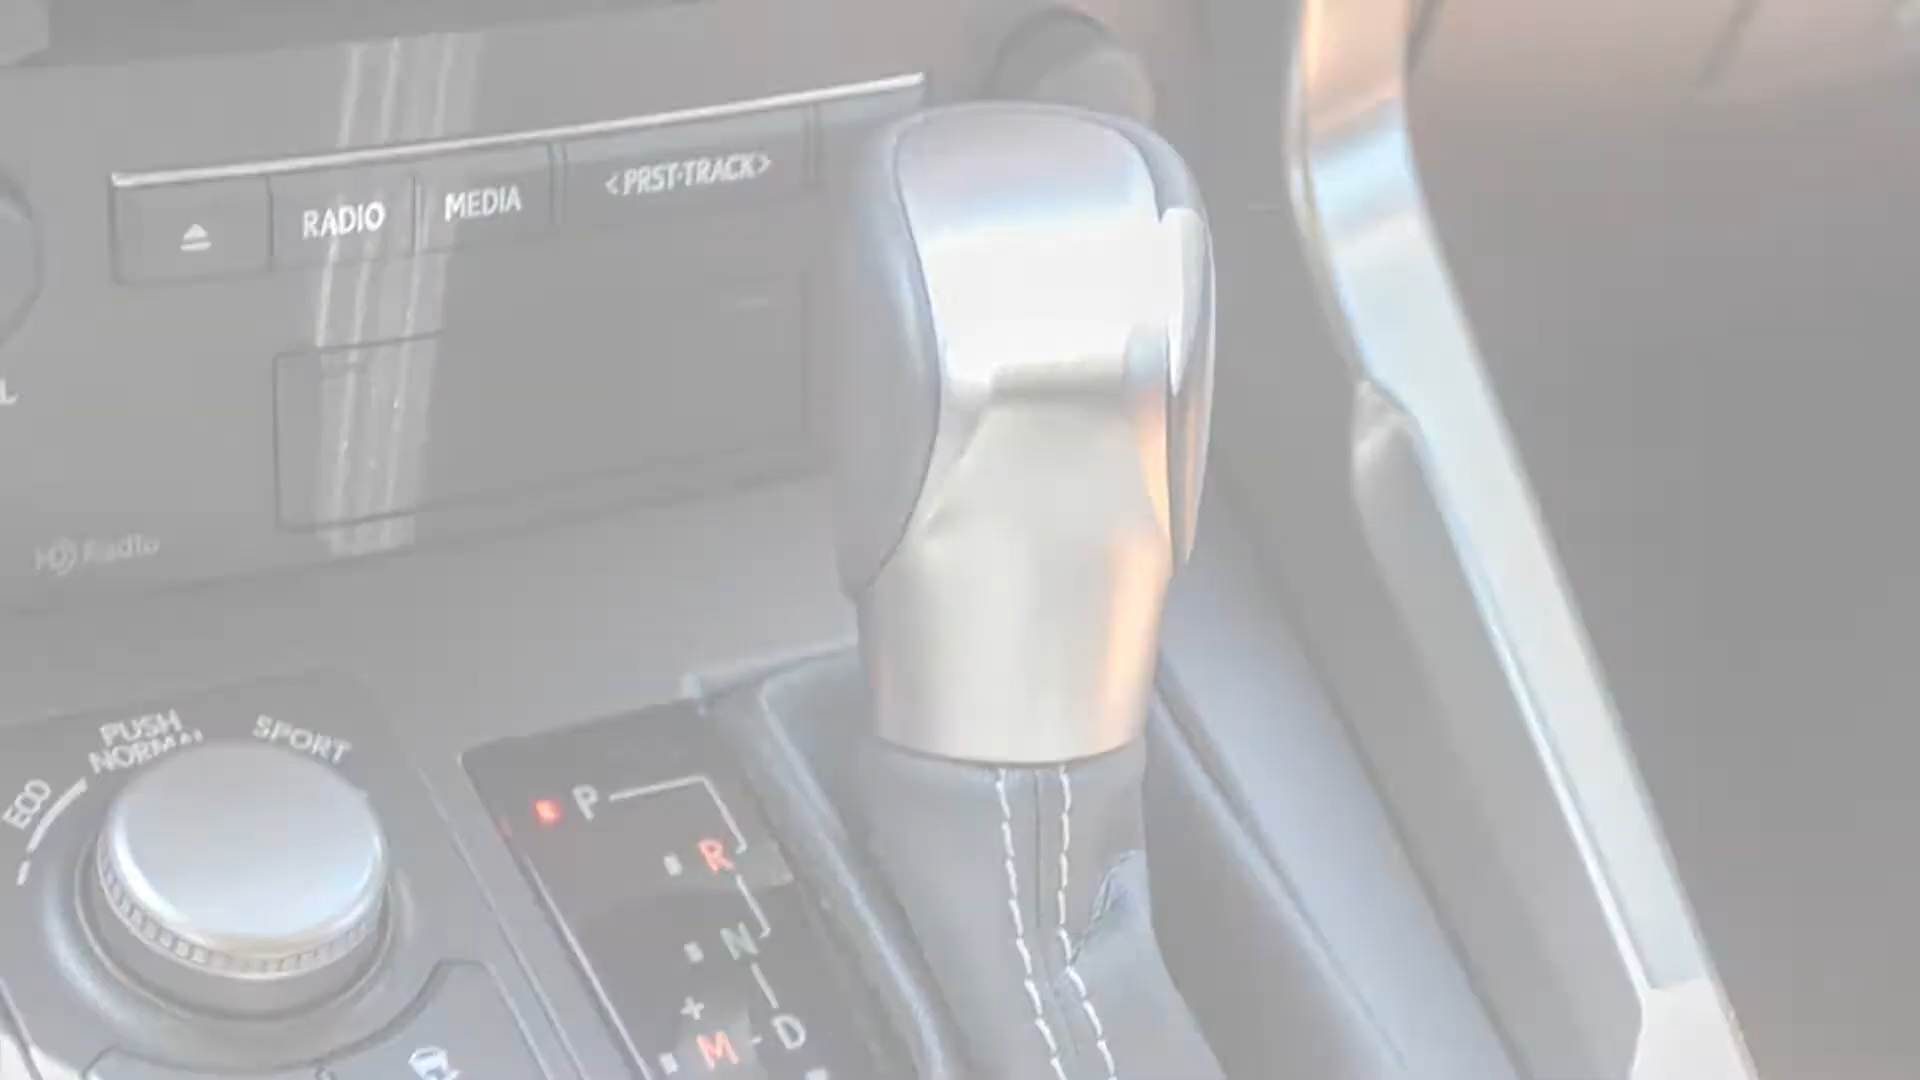 RADIO
MEDIA
<PRST·TRACK>
L
HD Radio
PUSH
NORMAL
SPORT
ECO
P
R
N
+
M - D